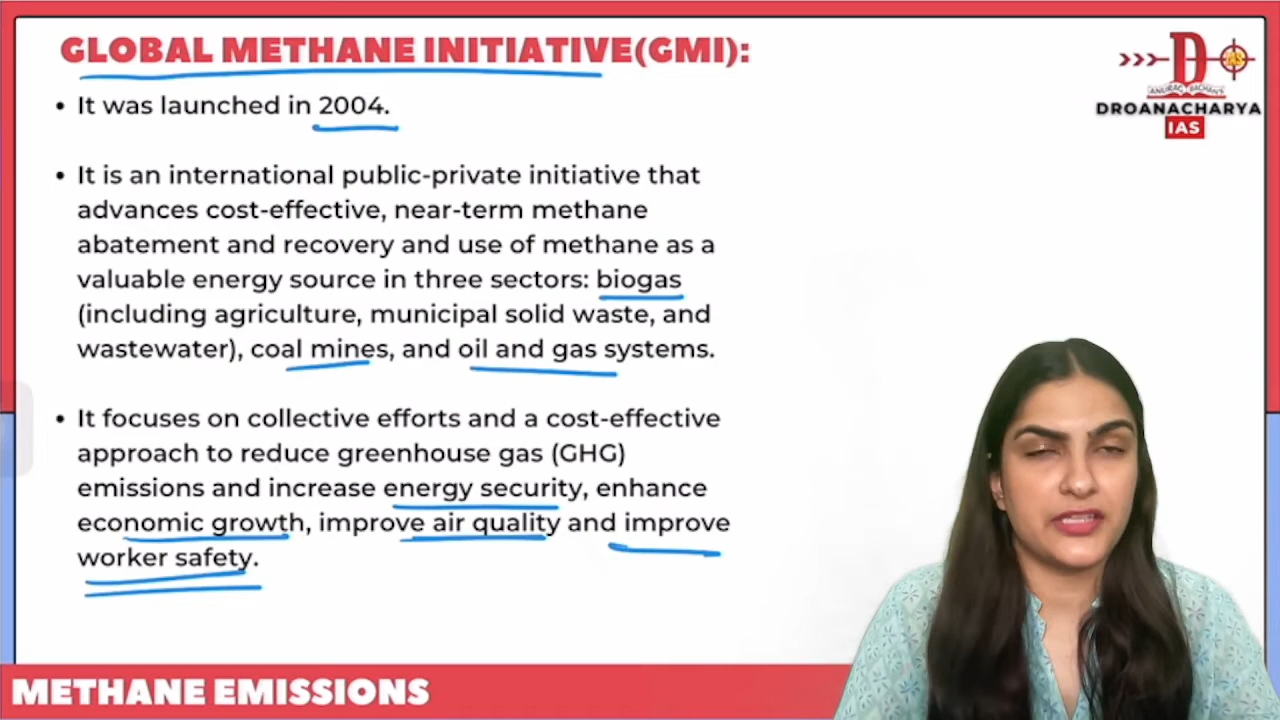 GLOBAL METHANE INITIATIVE(GMI):
• It was launched in 2004.
• It is an international public-private initiative that
advances cost-effective, near-term methane
abatement and recovery and use of methane as a
valuable energy source in three sectors: biogas
(including agriculture, municipal solid waste, and
wastewater), coal mines, and oil and gas systems.
• It focuses on collective efforts and a cost-effective
approach to reduce greenhouse gas (GHG)
emissions and increase energy security, enhance
economic growth, improve air quality and improve
worker safety.
D
IAS
ANURAG BACHAN'S
DROANACHARYA
IAS
METHANE EMISSIONS